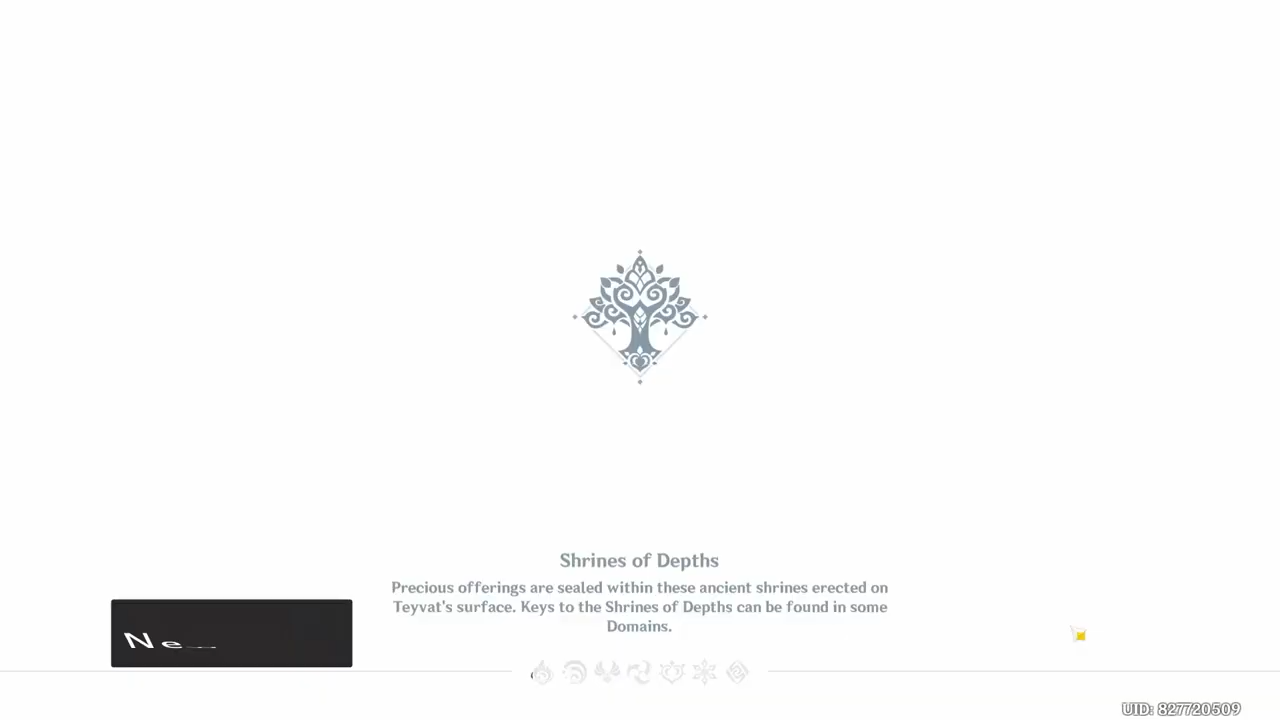 Shrines of Depths
Precious offerings are sealed within these ancient shrines erected on
Teyvat's surface. Keys to the Shrines of Depths can be found in some
Domains.
UID: 827720509